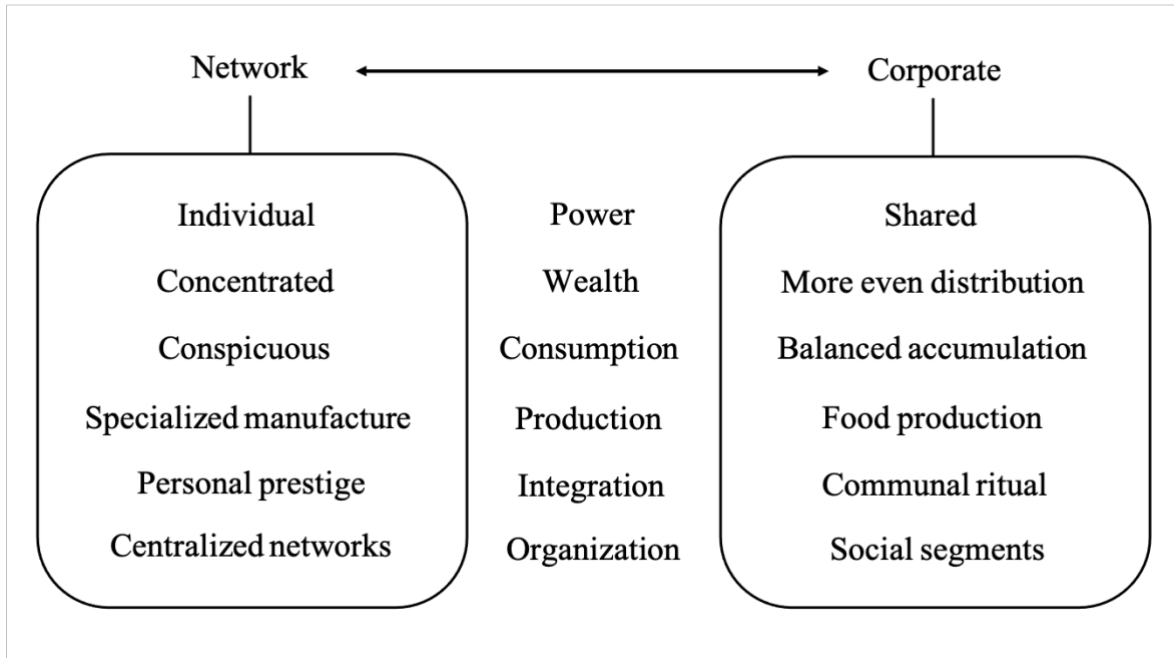 Network Corporate
Individual Power Shared
Concentrated Wealth More even distribution
Conspicuous Consumption Balanced accumulation
Specialized manufacture Production Food production
Personal prestige Integration Communal ritual
Centralized networks Organization Social segments